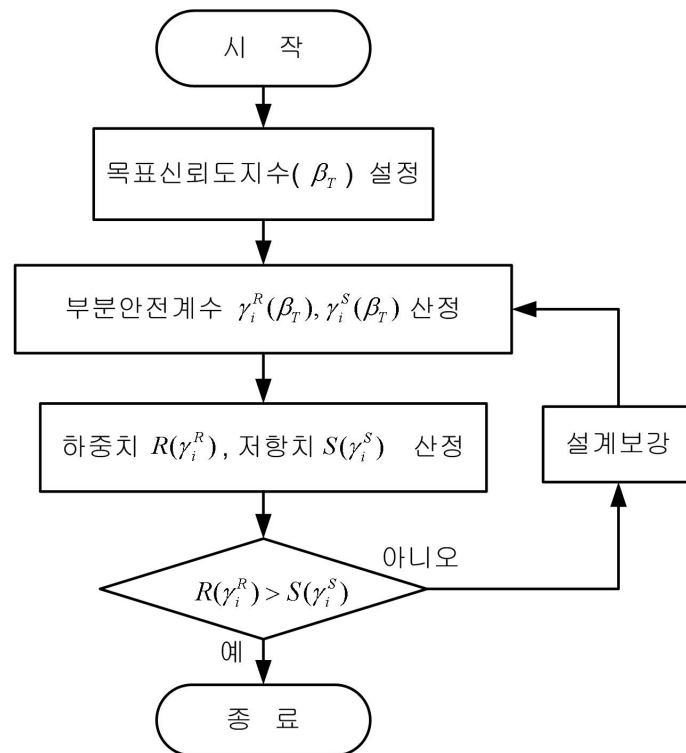 시 작
목표신뢰도지수( β_T ) 설정
부분안전계수 γ_i^R(β_T), γ_i^S(β_T) 산정
하중치 R(γ_i^R), 저항치 S(γ_i^S) 산정
설계보강
아니오
R(γ_i^R) > S(γ_i^S)
예
종 료